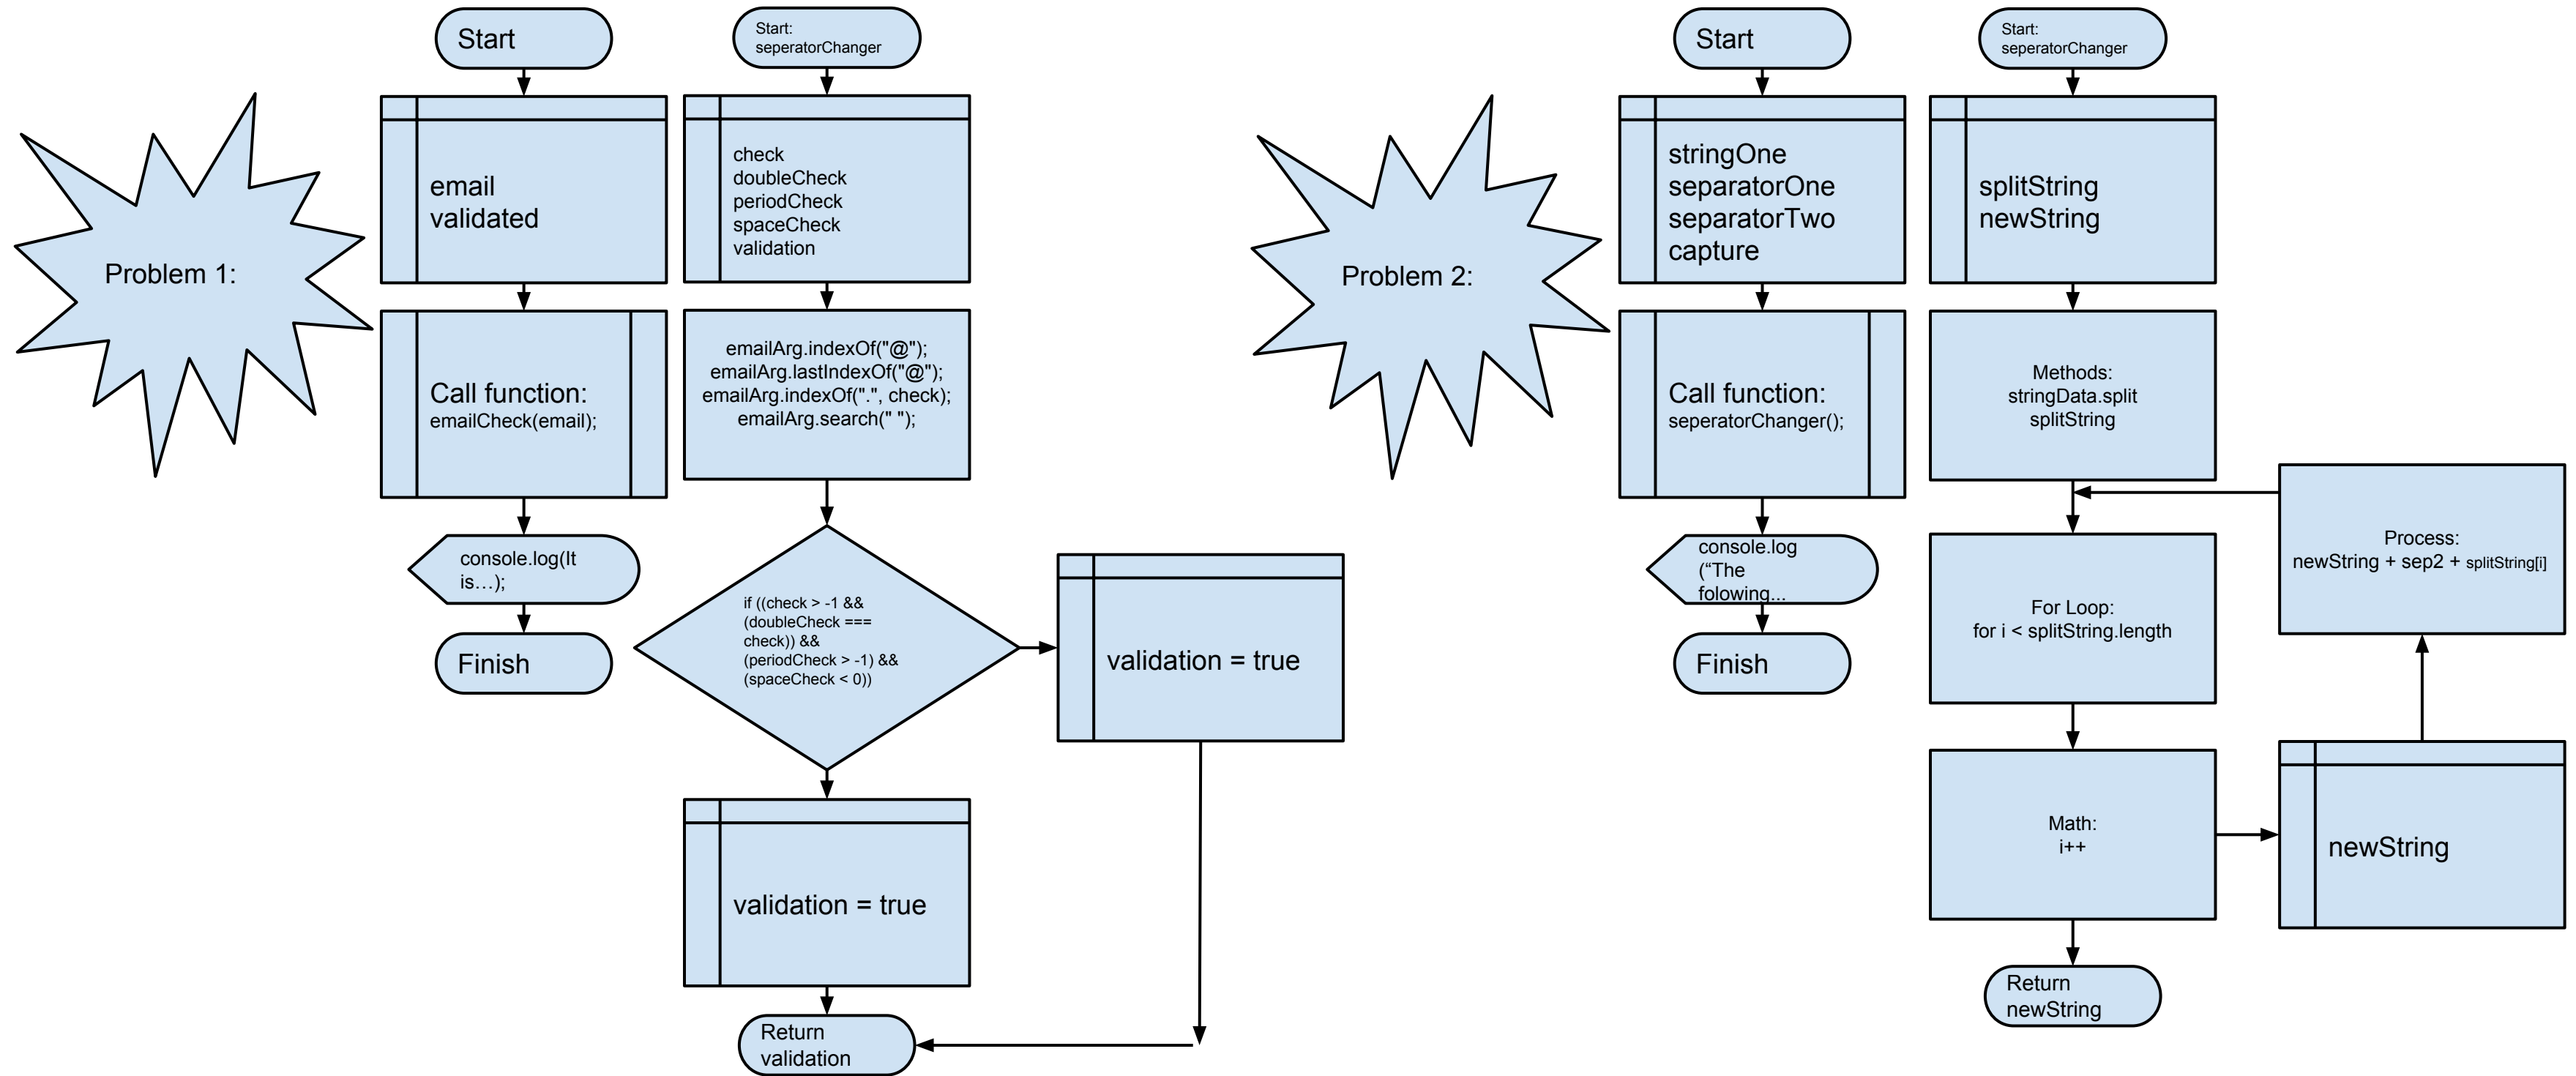 Problem 1:
Start
email
validated
Call function:
emailCheck(email);
console.log(It
is...);
Finish
Start:
seperatorChanger
check
doubleCheck
periodCheck
spaceCheck
validation
emailArg.indexOf("@");
emailArg.lastIndexOf("@");
emailArg.indexOf(".", check);
emailArg.search(" ");
if ((check > -1 &&
(doubleCheck ===
check)) &&
(periodCheck > -1) &&
(spaceCheck < 0))
validation = true
validation = true
Return
validation
Problem 2:
Start
stringOne
separatorOne
separatorTwo
capture
Call function:
seperatorChanger();
console.log
(“The
folowing...
Finish
Start:
seperatorChanger
splitString
newString
Methods:
stringData.split
splitString
For Loop:
for i < splitString.length
Math:
i++
newString
Process:
newString + sep2 + splitString[i]
Return
newString